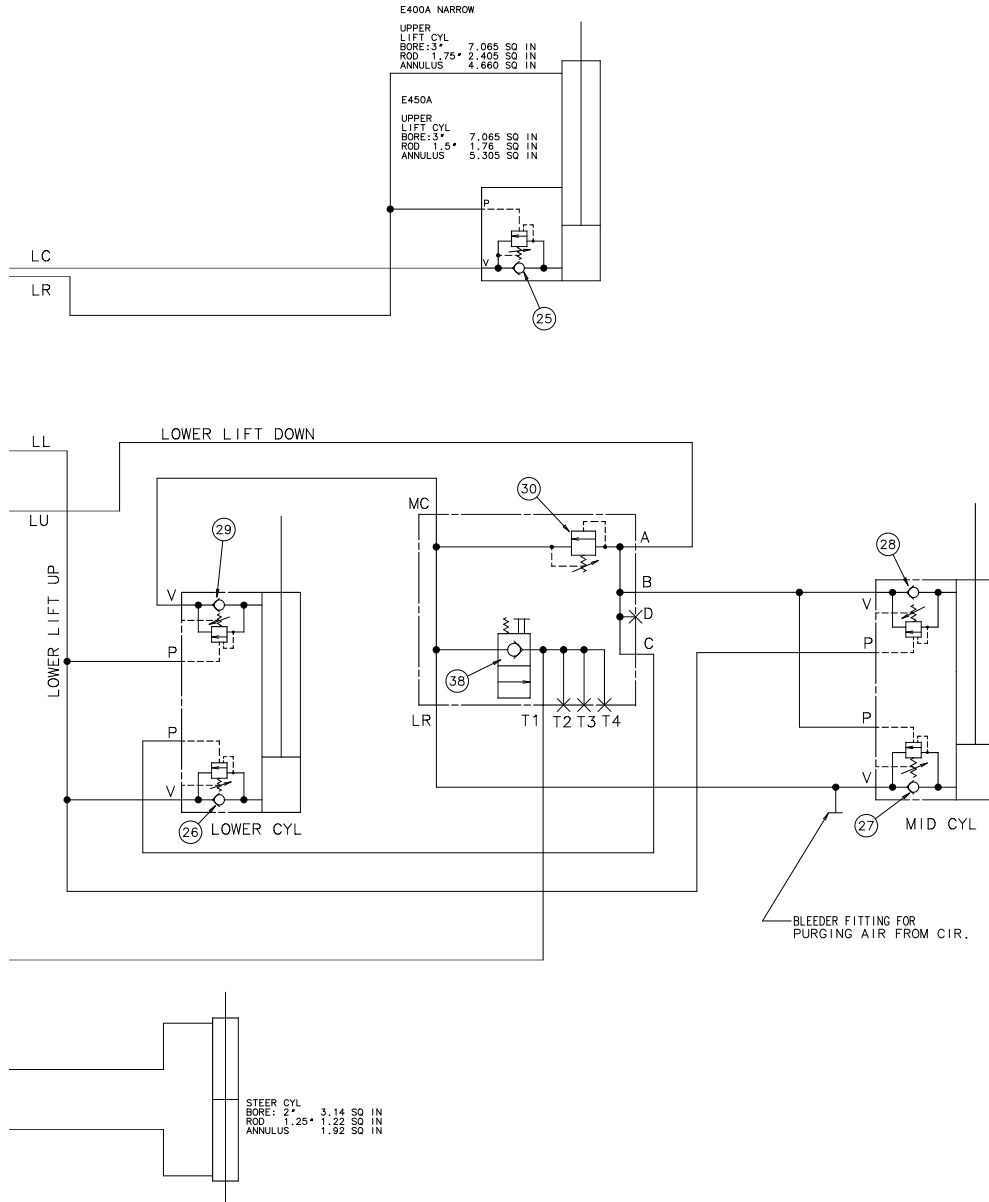 E400A NARROW
UPPER
LIFT CYL
BORE:3" 7.065 SQ IN
ROD 1.75" 2.405 SQ IN
ANNULUS 4.660 SQ IN
E450A
UPPER
LIFT CYL
BORE:3" 7.065 SQ IN
ROD 1.5" 1.76 SQ IN
ANNULUS 5.305 SQ IN
P
V
LC
LR
25
LL
LOWER LIFT DOWN
LU
LOWER LIFT UP
29
V
P
P
V
26
LOWER CYL
MC
30
A
B
D
C
38
LR
T1
T2
T3
T4
28
V
P
P
V
27
MID CYL
BLEEDER FITTING FOR
PURGING AIR FROM CIR.
STEER CYL
BORE: 2" 3.14 SQ IN
ROD 1.25" 1.22 SQ IN
ANNULUS 1.92 SQ IN